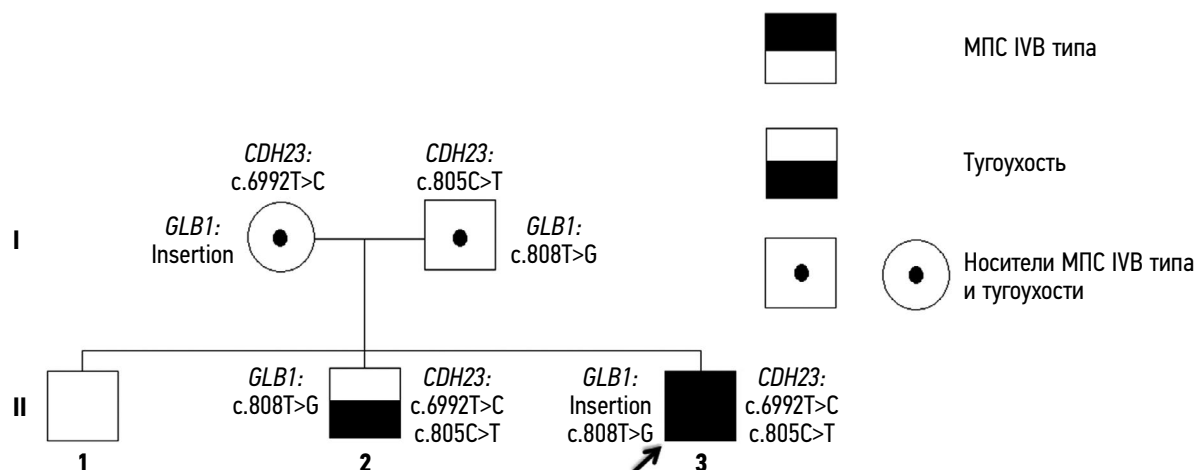 МПС IVB типа
Тугоухость
Носители МПС IVB типа
и тугоухости
I
CDH23:
c.6992T>C
GLB1:
Insertion
CDH23:
c.805C>T
GLB1:
c.808T>G
II
1
GLB1:
c.808T>G
CDH23:
c.6992T>C
c.805C>T
2
GLB1:
Insertion
c.808T>G
CDH23:
c.6992T>C
c.805C>T
3